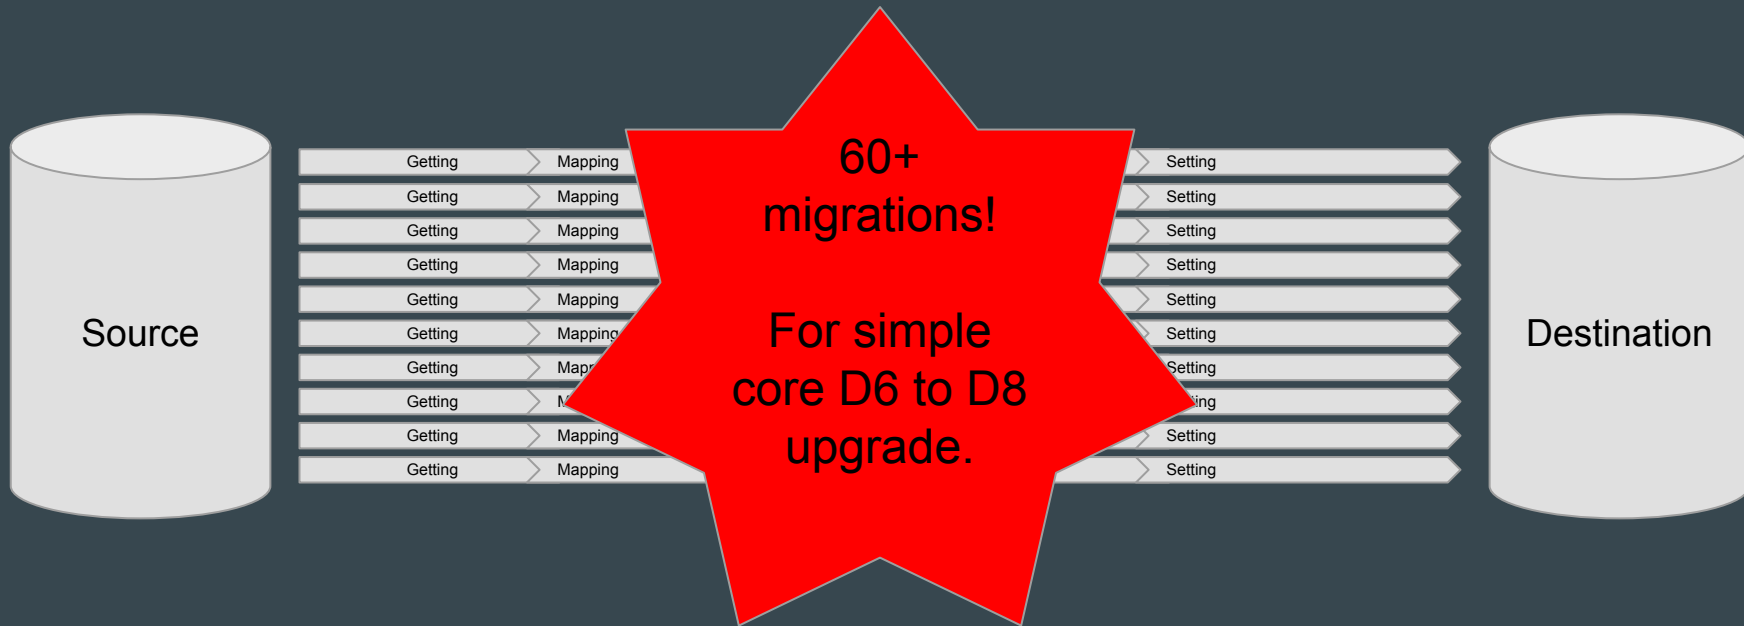 Source
Getting Mapping Setting
Getting Mapping Setting
Getting Mapping Setting
Getting Mapping Setting
Getting Mapping Setting
Getting Mapping Setting
Getting Setting
Getting
Getting Mapping Setting
Getting Mapping Setting
60+
migrations!
For simple
core D6 to D8
upgrade.
Destination